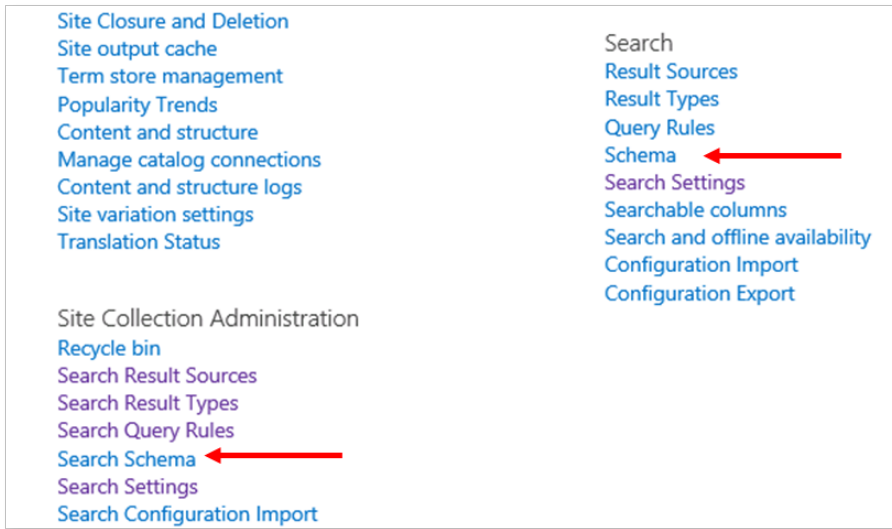 Site Closure and Deletion
Site output cache
Term store management
Popularity Trends
Content and structure
Manage catalog connections
Content and structure logs
Site variation settings
Translation Status
Site Collection Administration
Recycle bin
Search Result Sources
Search Result Types
Search Query Rules
Search Schema
Search Settings
Search Configuration Import
Search
Result Sources
Result Types
Query Rules
Schema
Search Settings
Searchable columns
Search and offline availability
Configuration Import
Configuration Export